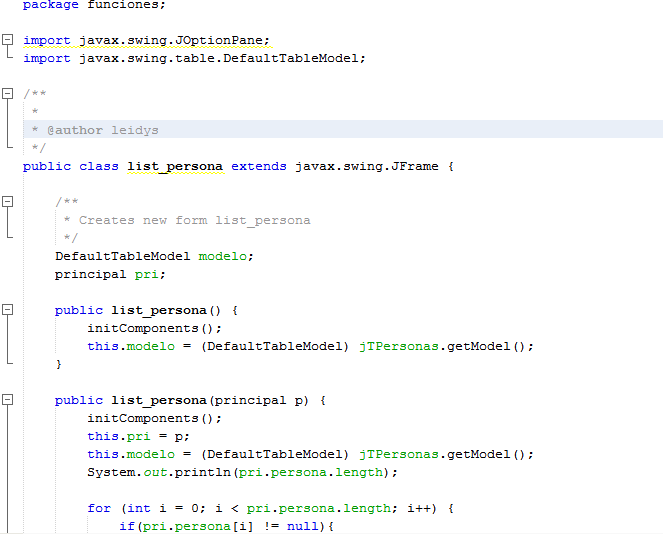 package funciones;
import javax.swing.JOptionPane;
import javax.swing.table.DefaultTableModel;
/**
 *
 * @author leidys
 */
public class list_persona extends javax.swing.JFrame {
    /**
     * Creates new form list_persona
     */
    DefaultTableModel modelo;
    principal pri;
    public list_persona() {
        initComponents();
        this.modelo = (DefaultTableModel) jTPersonas.getModel();
    }
    public list_persona(principal p) {
        initComponents();
        this.pri = p;
        this.modelo = (DefaultTableModel) jTPersonas.getModel();
        System.out.println(pri.persona.length);
        for (int i = 0; i < pri.persona.length; i++) {
            if(pri.persona[i] != null){